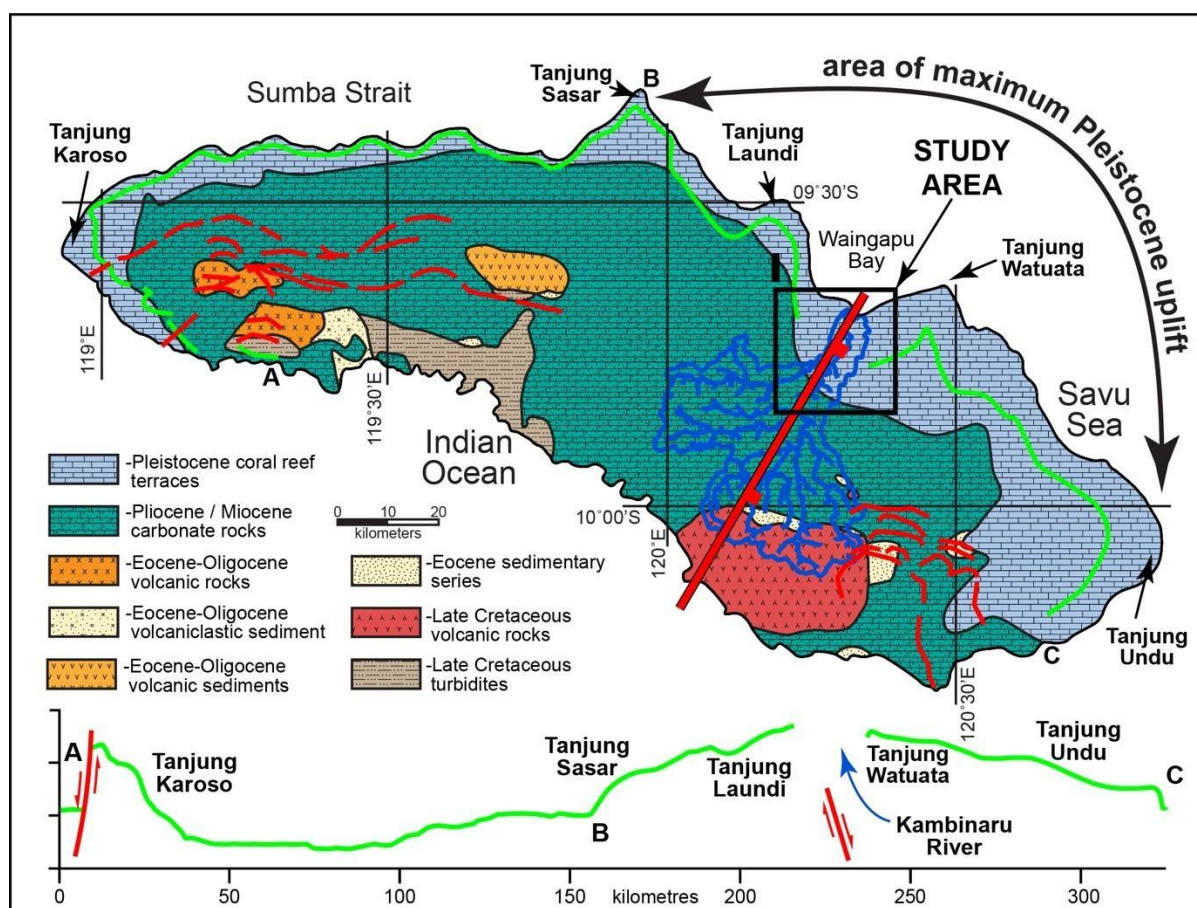 Sumba Strait
Tanjung
Sasar
B
area of maximum Pleistocene uplift
Tanjung
Karoso
Tanjung
Laundi
STUDY
AREA
09°30'S
Waingapu
Bay
Tanjung
Watuata
119°E
A
119°30'E
Indian
Ocean
Savu
Sea
10°00'S
120°E
120°30'E
C
Tanjung
Undu
-Pleistocene coral reef
terraces
-Pliocene / Miocene
carbonate rocks
-Eocene-Oligocene
volcanic rocks
-Eocene-Oligocene
volcaniclastic sediment
-Eocene-Oligocene
volcanic sediments
0 10 20
kilometers
-Eocene sedimentary
series
-Late Cretaceous
volcanic rocks
-Late Cretaceous
turbidites
A
Tanjung
Karoso
Tanjung
Sasar
B
Tanjung
Laundi
Tanjung
Watuata
Tanjung
Undu
C
Kambinaru
River
0 50 100 150 kilometres 200 250 300